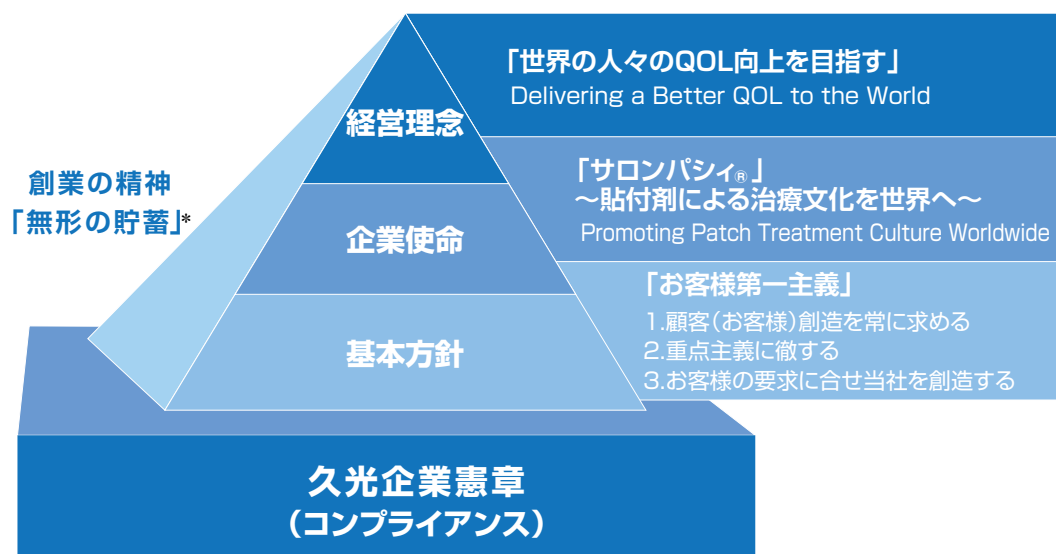 「世界の人々のQOL向上を目指す」
Delivering a Better QOL to the World
経営理念
「サロンパシィ®」
～貼付剤による治療文化を世界へ～
Promoting Patch Treatment Culture Worldwide
創業の精神
「無形の貯蓄」*
企業使命
「お客様第一主義」
1.顧客(お客様)創造を常に求める
2.重点主義に徹する
3.お客様の要求に合せ当社を創造する
基本方針
久光企業憲章
(コンプライアンス)